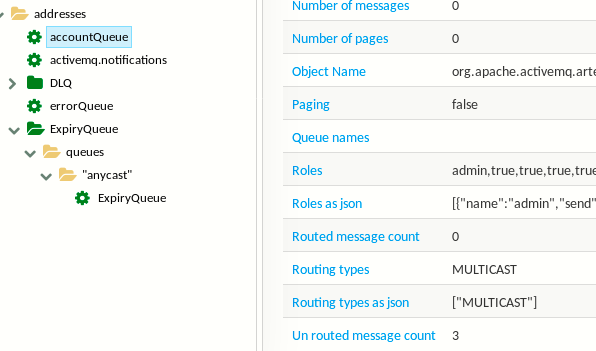 addresses
accountQueue
activemq.notifications
DLQ
errorQueue
ExpiryQueue
queues
"anycast"
ExpiryQueue
Number of messages 0
Number of pages 0
Object Name org.apache.activemq.arte
Paging false
Queue names
Roles admin,true,true,true,true
Roles as json [{"name":"admin","send"
Routed message count 0
Routing types MULTICAST
Routing types as json ["MULTICAST"]
Un routed message count 3